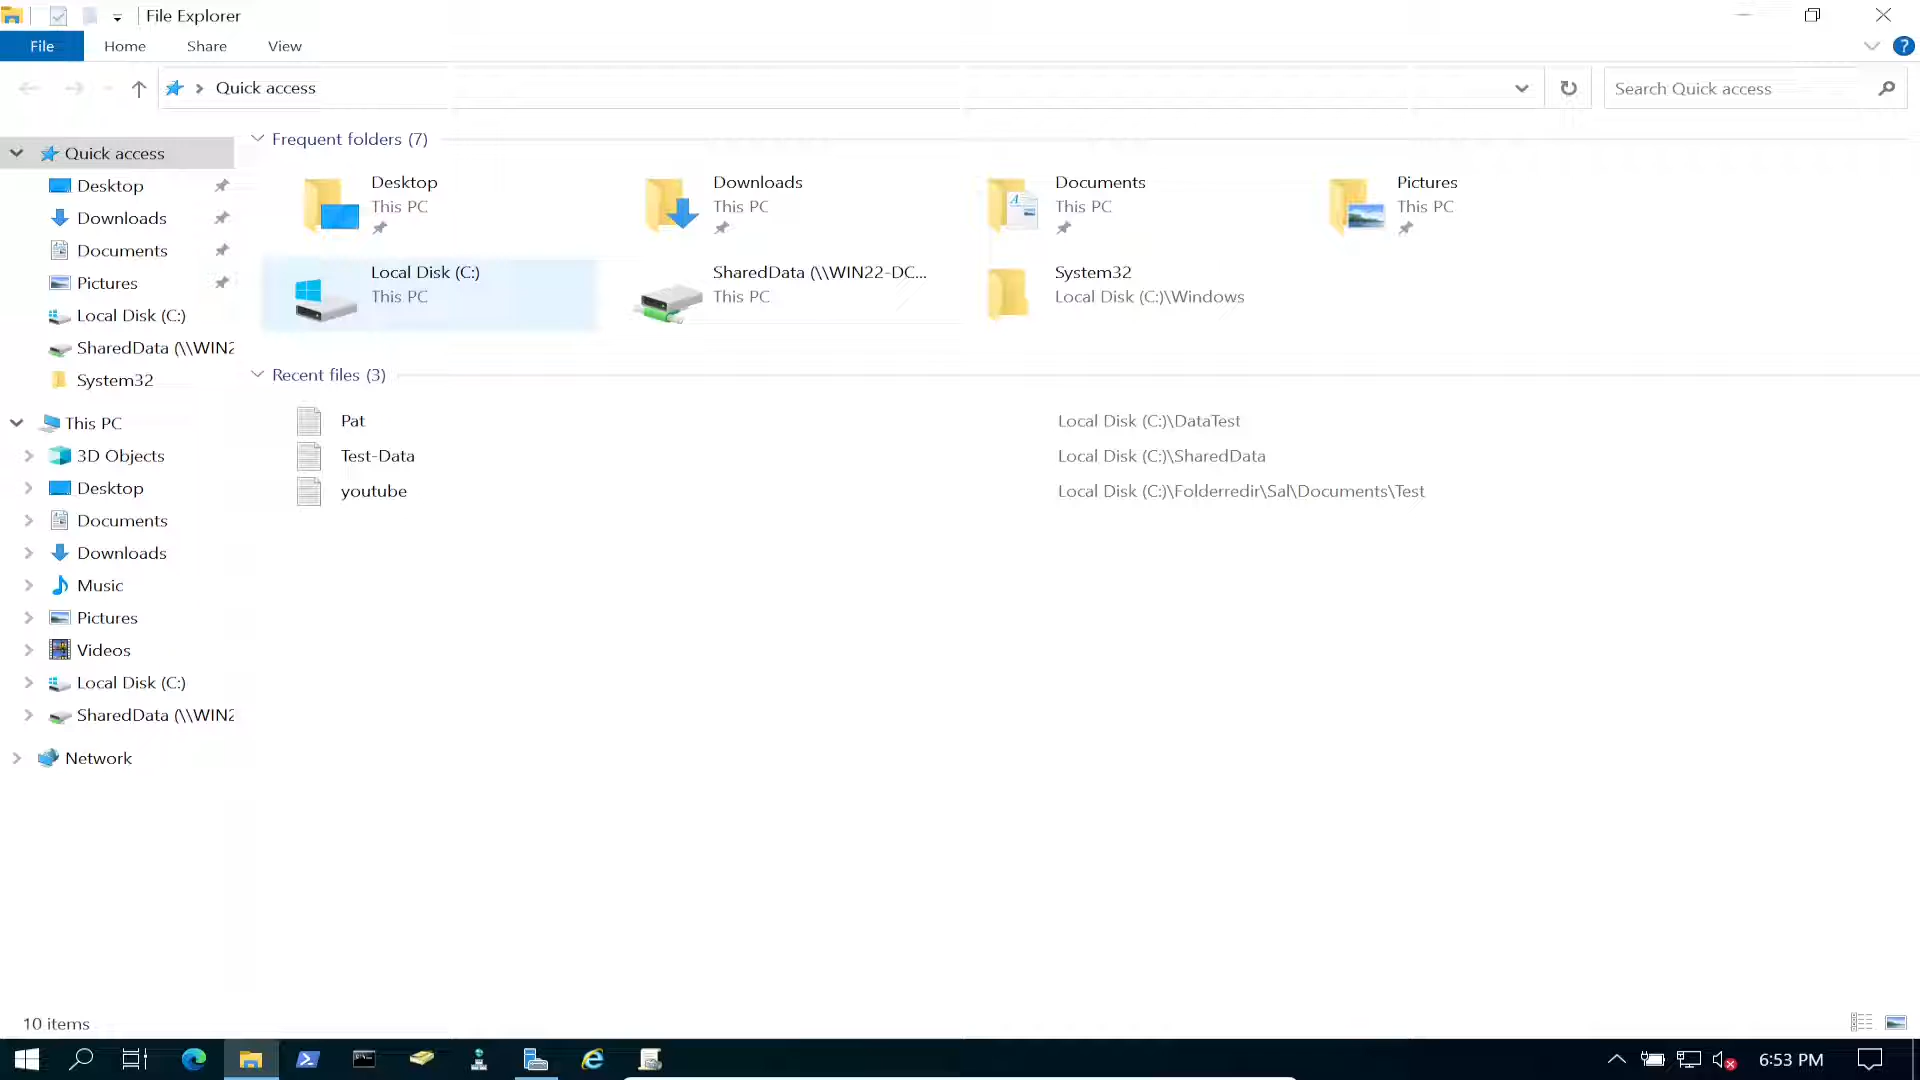 File Explorer
File Home Share View
Quick access
Search Quick access
Quick access
Desktop
Downloads
Documents
Pictures
Local Disk (C:)
SharedData (\\WIN2
System32
This PC
3D Objects
Desktop
Documents
Downloads
Music
Pictures
Videos
Local Disk (C:)
SharedData (\\WIN2
Network
Frequent folders (7)
Desktop
This PC
Downloads
This PC
Documents
This PC
Pictures
This PC
Local Disk (C:)
This PC
SharedData (\\WIN22-DC...
This PC
System32
Local Disk (C:)\Windows
Recent files (3)
Pat Local Disk (C:)\DataTest
Test-Data Local Disk (C:)\SharedData
youtube Local Disk (C:)\Folderredir\Sal\Documents\Test
10 items
6:53 PM